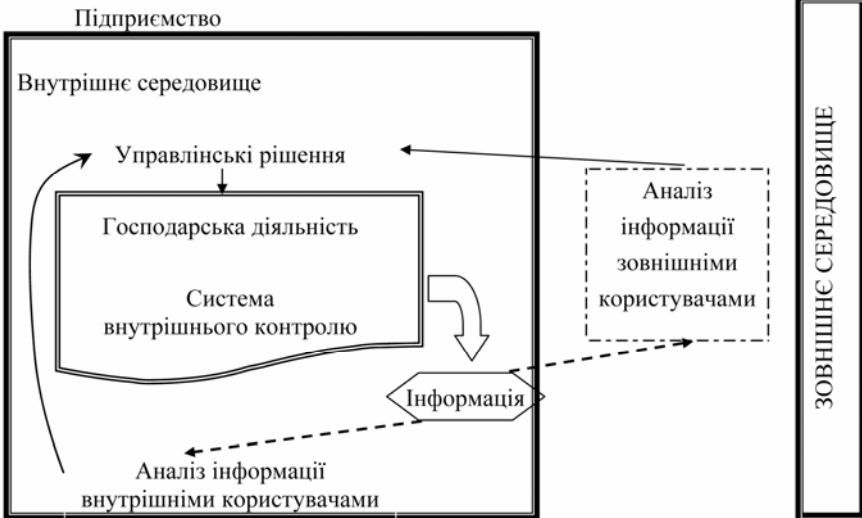 Підприємство
Внутрішнє середовище
Управлінські рішення
Господарська діяльність
Система
внутрішнього контролю
Інформація
Аналіз інформації
внутрішніми користувачами
Аналіз
інформації
зовнішніми
користувачами
ЗОВНІШНЄ СЕРЕДОВИЩЕ